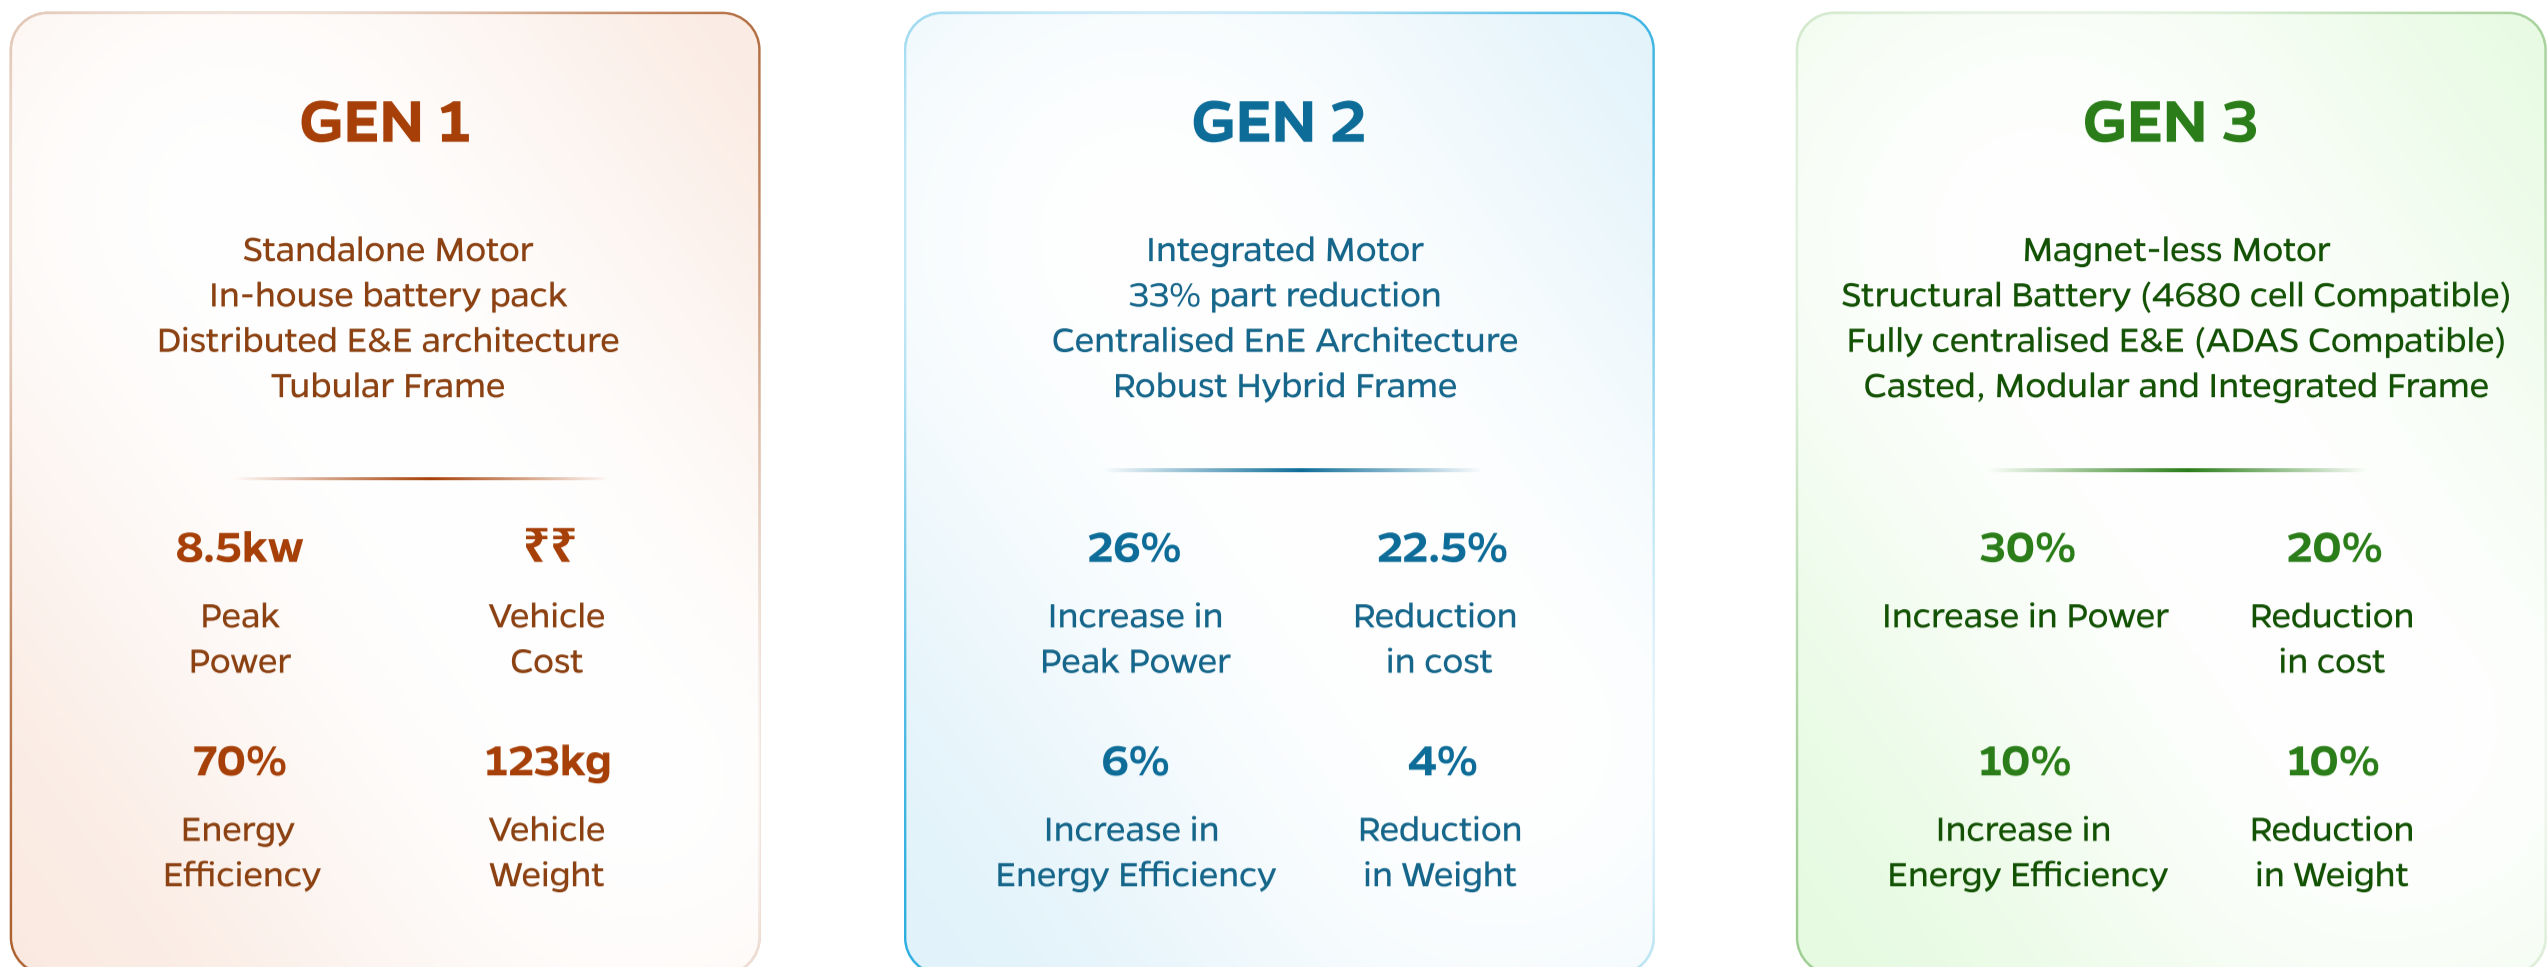 GEN 1
Standalone Motor
In-house battery pack
Distributed E&E architecture
Tubular Frame
8.5kw
Peak
Power
₹₹
Vehicle
Cost
70%
Energy
Efficiency
123kg
Vehicle
Weight
GEN 2
Integrated Motor
33% part reduction
Centralised EnE Architecture
Robust Hybrid Frame
26%
Increase in
Peak Power
22.5%
Reduction
in cost
6%
Increase in
Energy Efficiency
4%
Reduction
in Weight
GEN 3
Magnet-less Motor
Structural Battery (4680 cell Compatible)
Fully centralised E&E (ADAS Compatible)
Casted, Modular and Integrated Frame
30%
Increase in Power
20%
Reduction
in cost
10%
Increase in
Energy Efficiency
10%
Reduction
in Weight